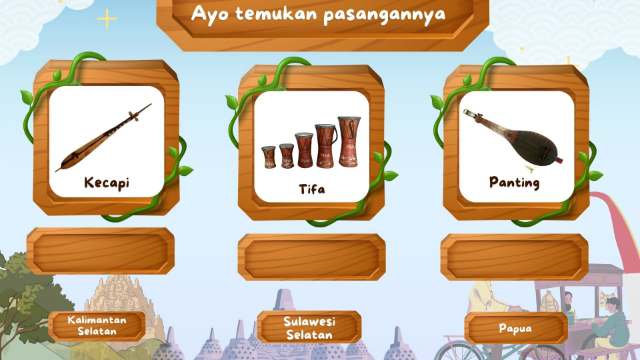 Ayo temukan pasangannya
Kecapi
Tifa
Panting
Kalimantan
Selatan
Sulawesi
Selatan
Papua